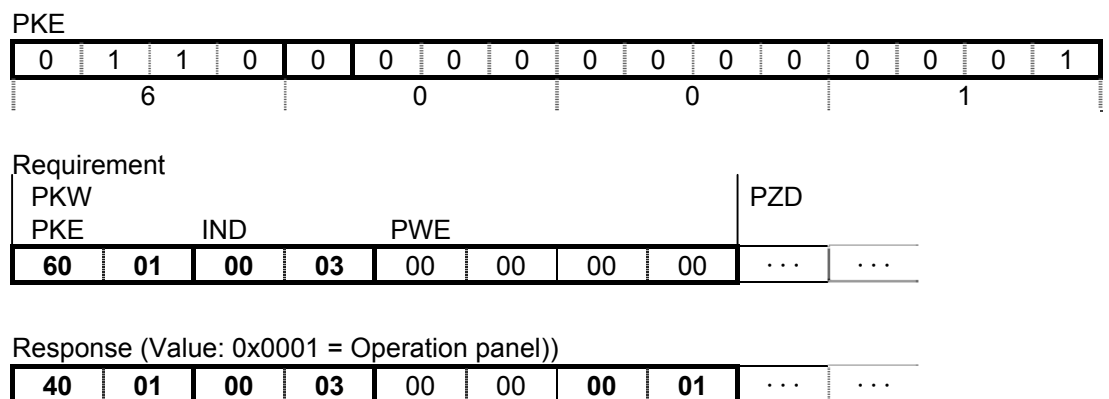 PKE
0 1 1 0 0 0 0 0 0 0 0 0 0 0 0 1
6 0 0 1
Requirement
PKW PZD
PKE IND PWE
60 01 00 03 00 00 00 00 ··· ···
Response (Value: 0x0001 = Operation panel))
40 01 00 03 00 00 00 01 ··· ···